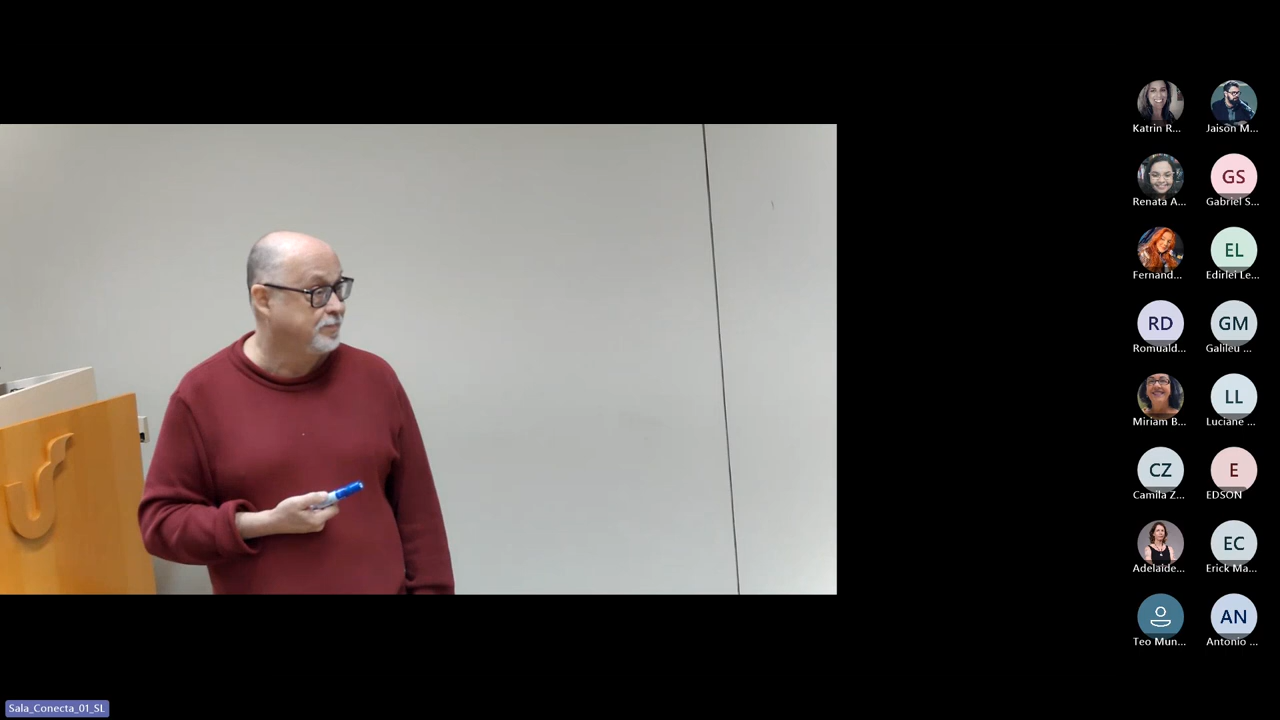 Katrin R...
Jaison M...
Renata A...
GS
Gabriel S...
Fernand...
EL
Edirlei Le...
RD
Romuald...
GM
Galileu ...
Miriam B...
LL
Luciane ...
CZ
Camila Z...
E
EDSON
Adelaide...
EC
Erick Ma...
Teo Mun...
AN
Antonio ...
Sala_Conecta_01_SL